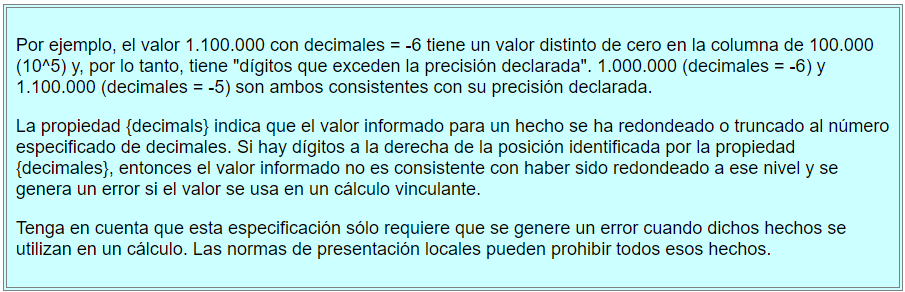 Por ejemplo, el valor 1.100.000 con decimales = -6 tiene un valor distinto de cero en la columna de 100.000
(10^5) y, por lo tanto, tiene "dígitos que exceden la precisión declarada". 1.000.000 (decimales = -6) y
1.100.000 (decimales = -5) son ambos consistentes con su precisión declarada.
La propiedad {decimals} indica que el valor informado para un hecho se ha redondeado o truncado al número
especificado de decimales. Si hay dígitos a la derecha de la posición identificada por la propiedad
{decimales}, entonces el valor informado no es consistente con haber sido redondeado a ese nivel y se
genera un error si el valor se usa en un cálculo vinculante.
Tenga en cuenta que esta especificación sólo requiere que se genere un error cuando dichos hechos se
utilizan en un cálculo. Las normas de presentación locales pueden prohibir todos esos hechos.